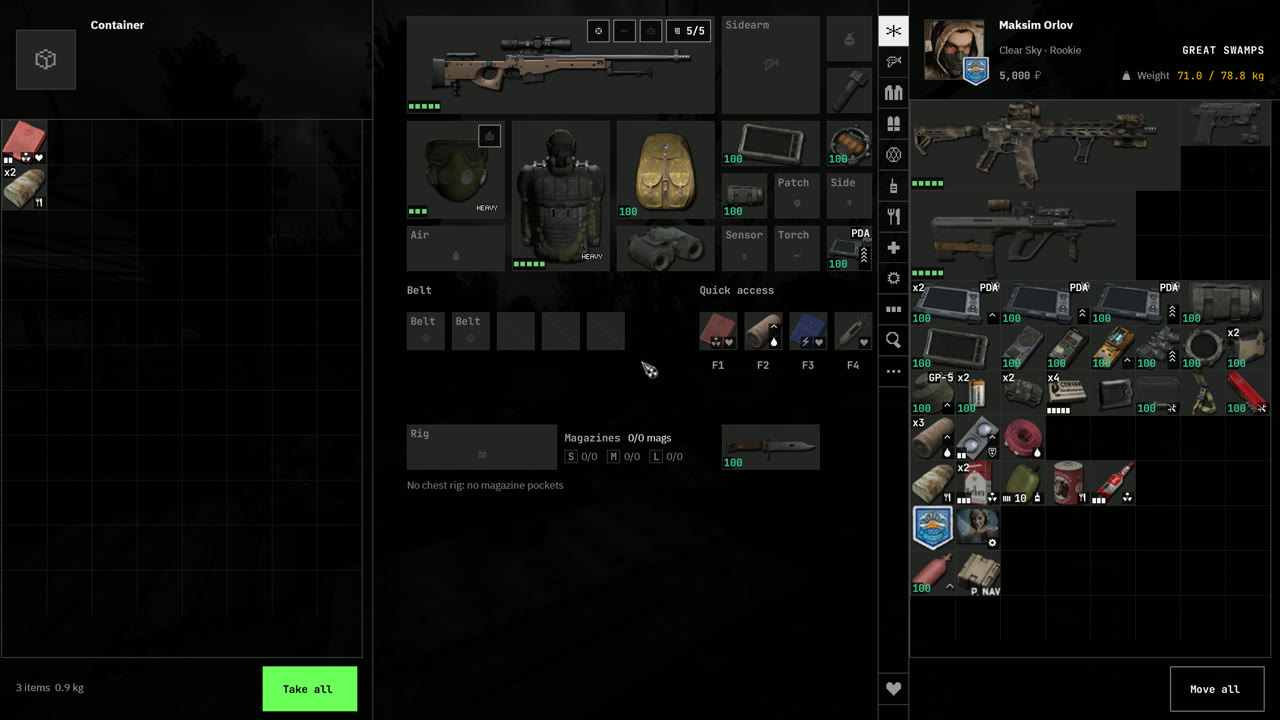 Container
x2
3 items 0.9 kg
Take all
5/5
Sidearm
HEAVY
HEAVY
100
100
100
100
Patch
Side
Air
Sensor
Torch
PDA
100
Belt
Belt
Belt
Quick access
F1
F2
F3
F4
Rig
Magazines 0/0 mags
S 0/0 M 0/0 L 0/0
100
No chest rig: no magazine pockets
Maksim Orlov
Clear Sky · Rookie
GREAT SWAMPS
5,000 ₽
Weight 71.0 / 78.8 kg
100
x2 PDA PDA PDA
100 100 100 100
x2
100 100 100 100 100 100 100
GP-5 x2 x2 x4
100 100 100 100
x3
x2
10
100
P. NAV
Move all